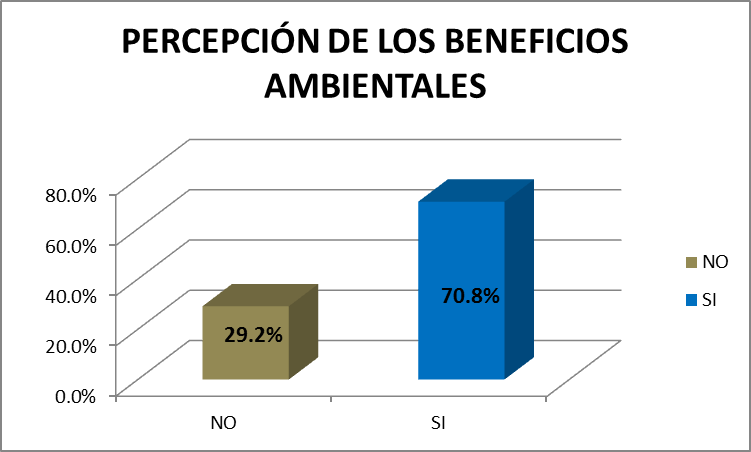 PERCEPCIÓN DE LOS BENEFICIOS
AMBIENTALES
80.0%
60.0%
40.0%
20.0%
0.0%
29.2%
70.8%
NO
SI
NO
SI